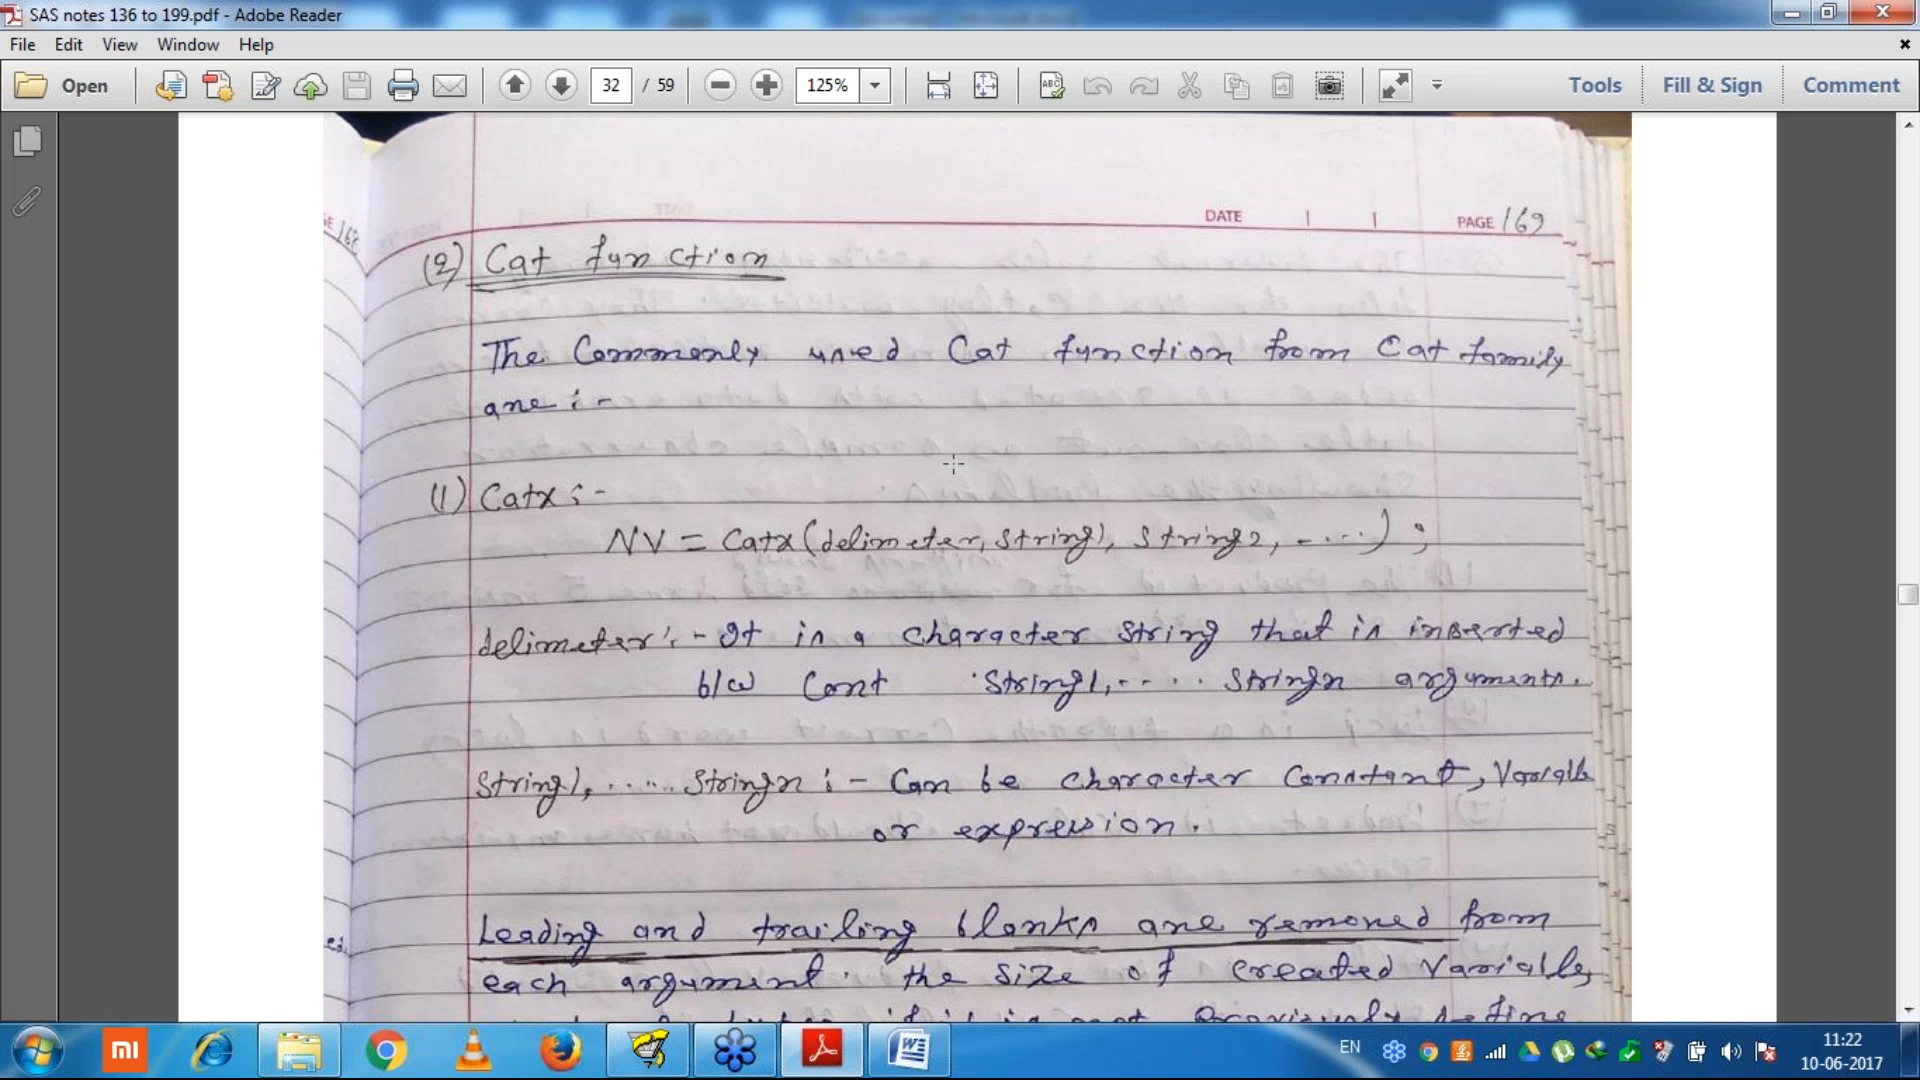 SAS notes 136 to 199.pdf - Adobe Reader
File Edit View Window Help
Open 32 / 59 125% Tools Fill & Sign Comment
DATE PAGE 169
168
(2) Cat function
The Commonly used Cat function from Cat family
are :-
(1) Catx :-
NV = Catx(delimeter, string1, string2, -....) ;
delimeter :- It is a character string that is inserted
b/w Cont string1, .... stringn arguments.
String1, ..... stringn :- Can be character Constant, Variable
or expression.
Leading and trailing blanks are removed from
each argument. the size of created Variable,
EN 11:22
10-06-2017